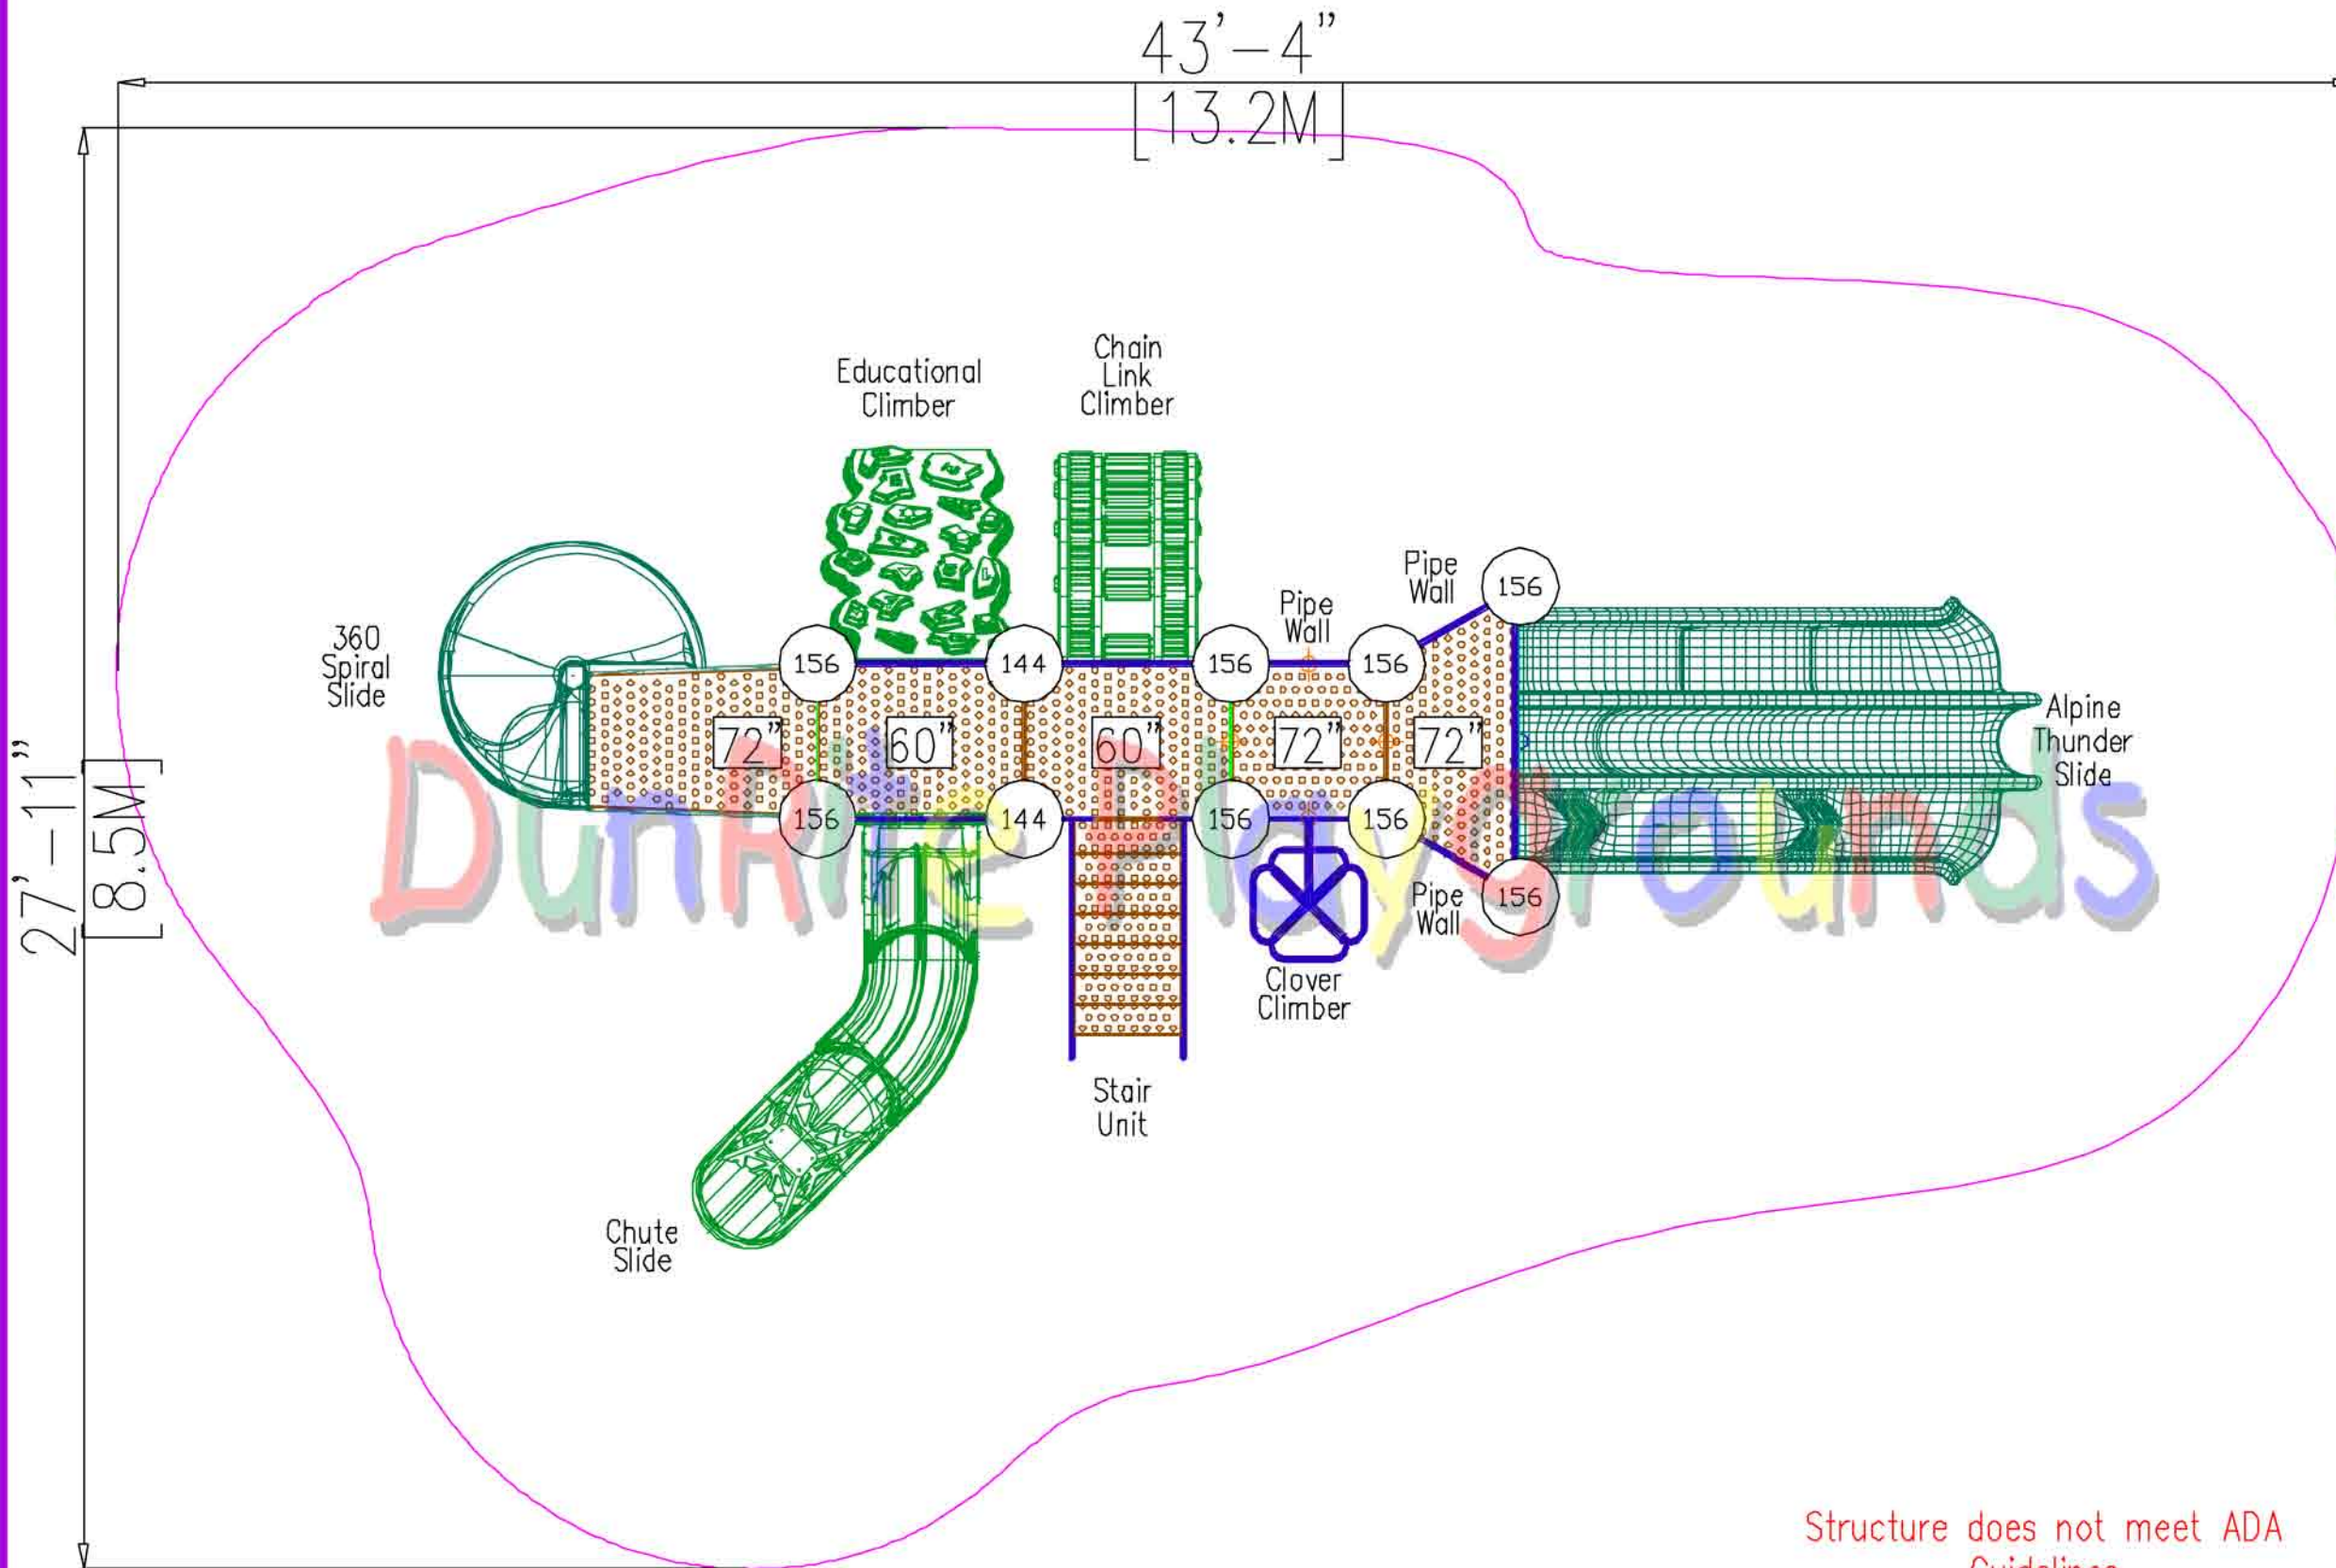 43'-4"
[13.2M]
27'-11"
[8.5M]
Educational
Climber
Chain
Link
Climber
Pipe
Wall
Pipe
Wall
156
360
Spiral
Slide
156
144
156
156
72"
60"
60"
72"
72"
Alpine
Thunder
Slide
DunRite Playgrounds
156
144
156
156
Pipe
Wall
156
Clover
Climber
Stair
Unit
Chute
Slide
Structure does not meet ADA
Guidelines